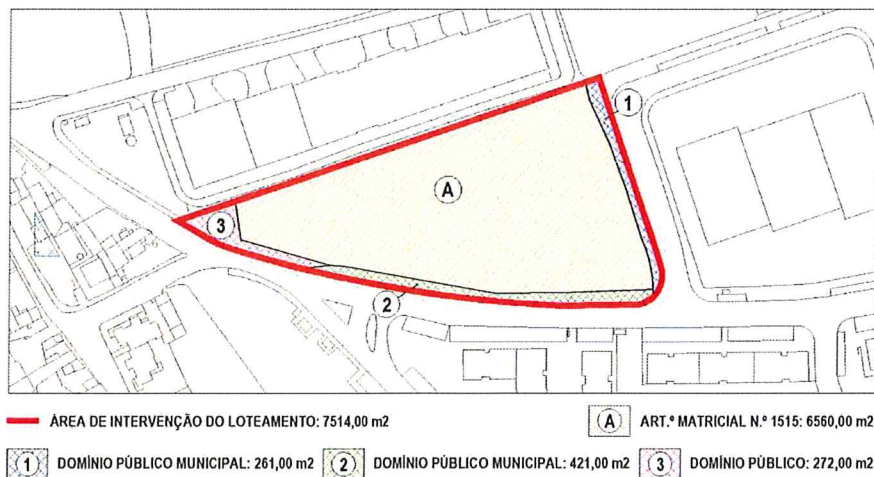 1
A
3
2
ÁREA DE INTERVENÇÃO DO LOTEAMENTO: 7514,00 m2
A ART.º MATRICIAL N.º 1515: 6560,00 m2
1 DOMÍNIO PÚBLICO MUNICIPAL: 261,00 m2
2 DOMÍNIO PÚBLICO MUNICIPAL: 421,00 m2
3 DOMÍNIO PÚBLICO: 272,00 m2